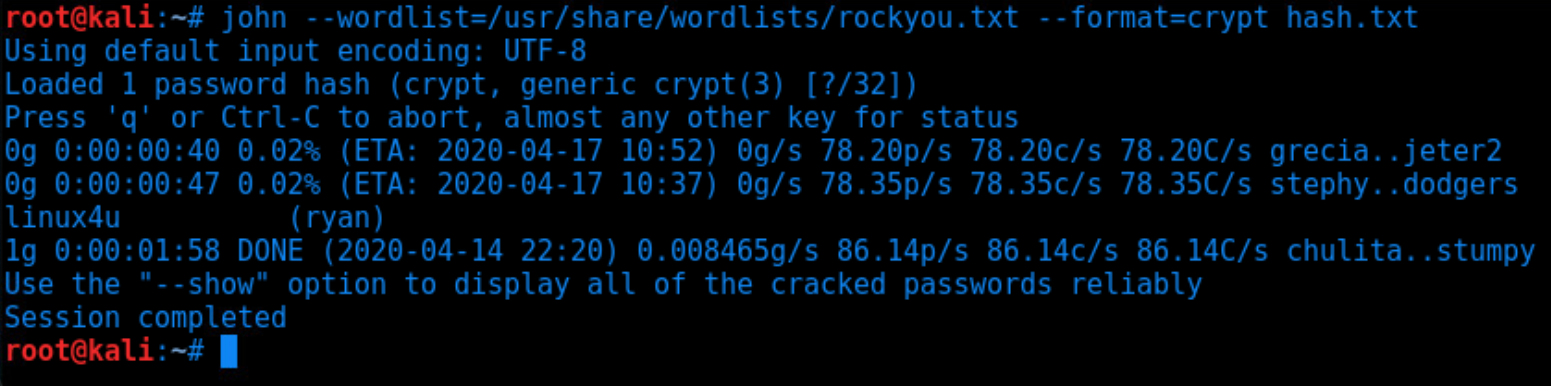 root@kali:~# john --wordlist=/usr/share/wordlists/rockyou.txt --format=crypt hash.txt
Using default input encoding: UTF-8
Loaded 1 password hash (crypt, generic crypt(3) [?/32])
Press 'q' or Ctrl-C to abort, almost any other key for status
0g 0:00:00:40 0.02% (ETA: 2020-04-17 10:52) 0g/s 78.20p/s 78.20c/s 78.20C/s grecia..jeter2
0g 0:00:00:47 0.02% (ETA: 2020-04-17 10:37) 0g/s 78.35p/s 78.35c/s 78.35C/s stephy..dodgers
linux4u          (ryan)
1g 0:00:01:58 DONE (2020-04-14 22:20) 0.008465g/s 86.14p/s 86.14c/s 86.14C/s chulita..stumpy
Use the "--show" option to display all of the cracked passwords reliably
Session completed
root@kali:~#